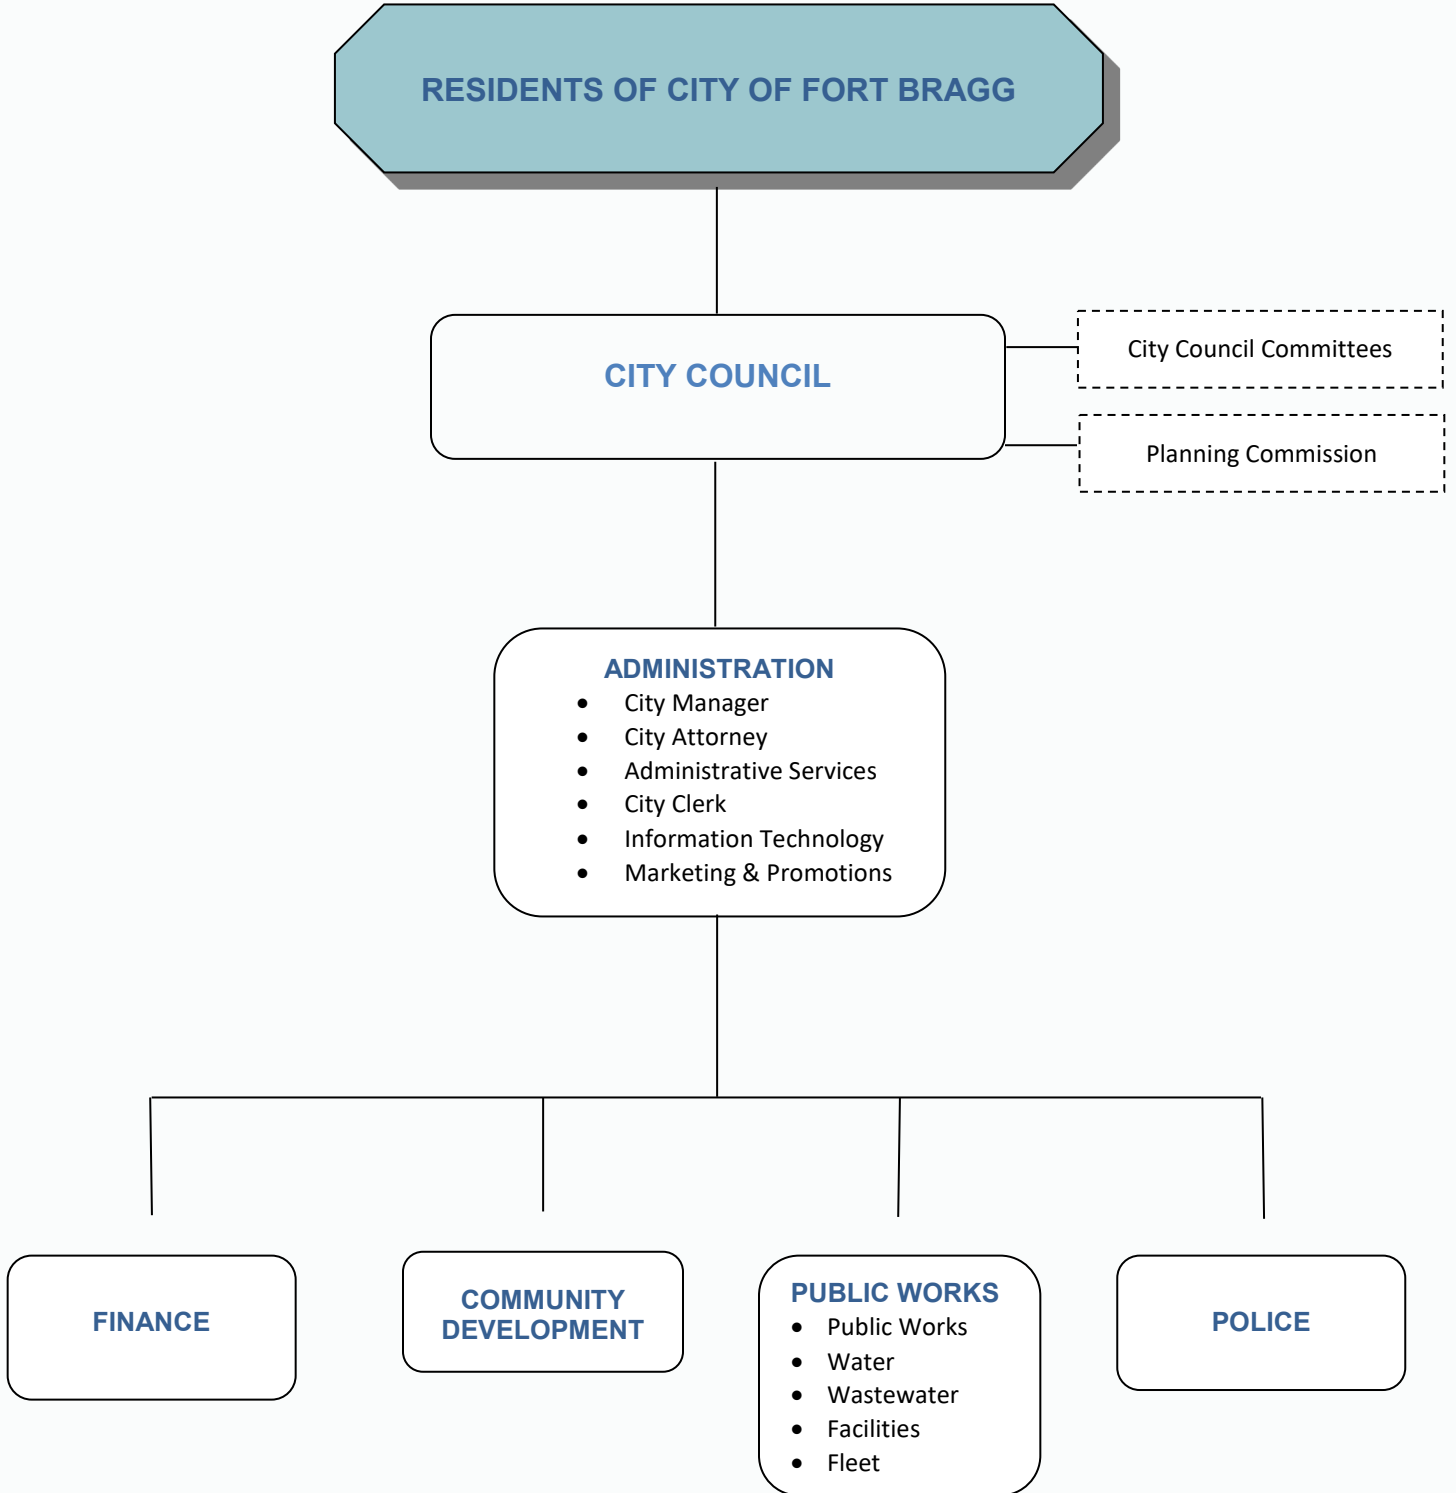 RESIDENTS OF CITY OF FORT BRAGG
CITY COUNCIL
City Council Committees
Planning Commission
ADMINISTRATION
• City Manager
• City Attorney
• Administrative Services
• City Clerk
• Information Technology
• Marketing & Promotions
FINANCE
COMMUNITY
DEVELOPMENT
PUBLIC WORKS
• Public Works
• Water
• Wastewater
• Facilities
• Fleet
POLICE